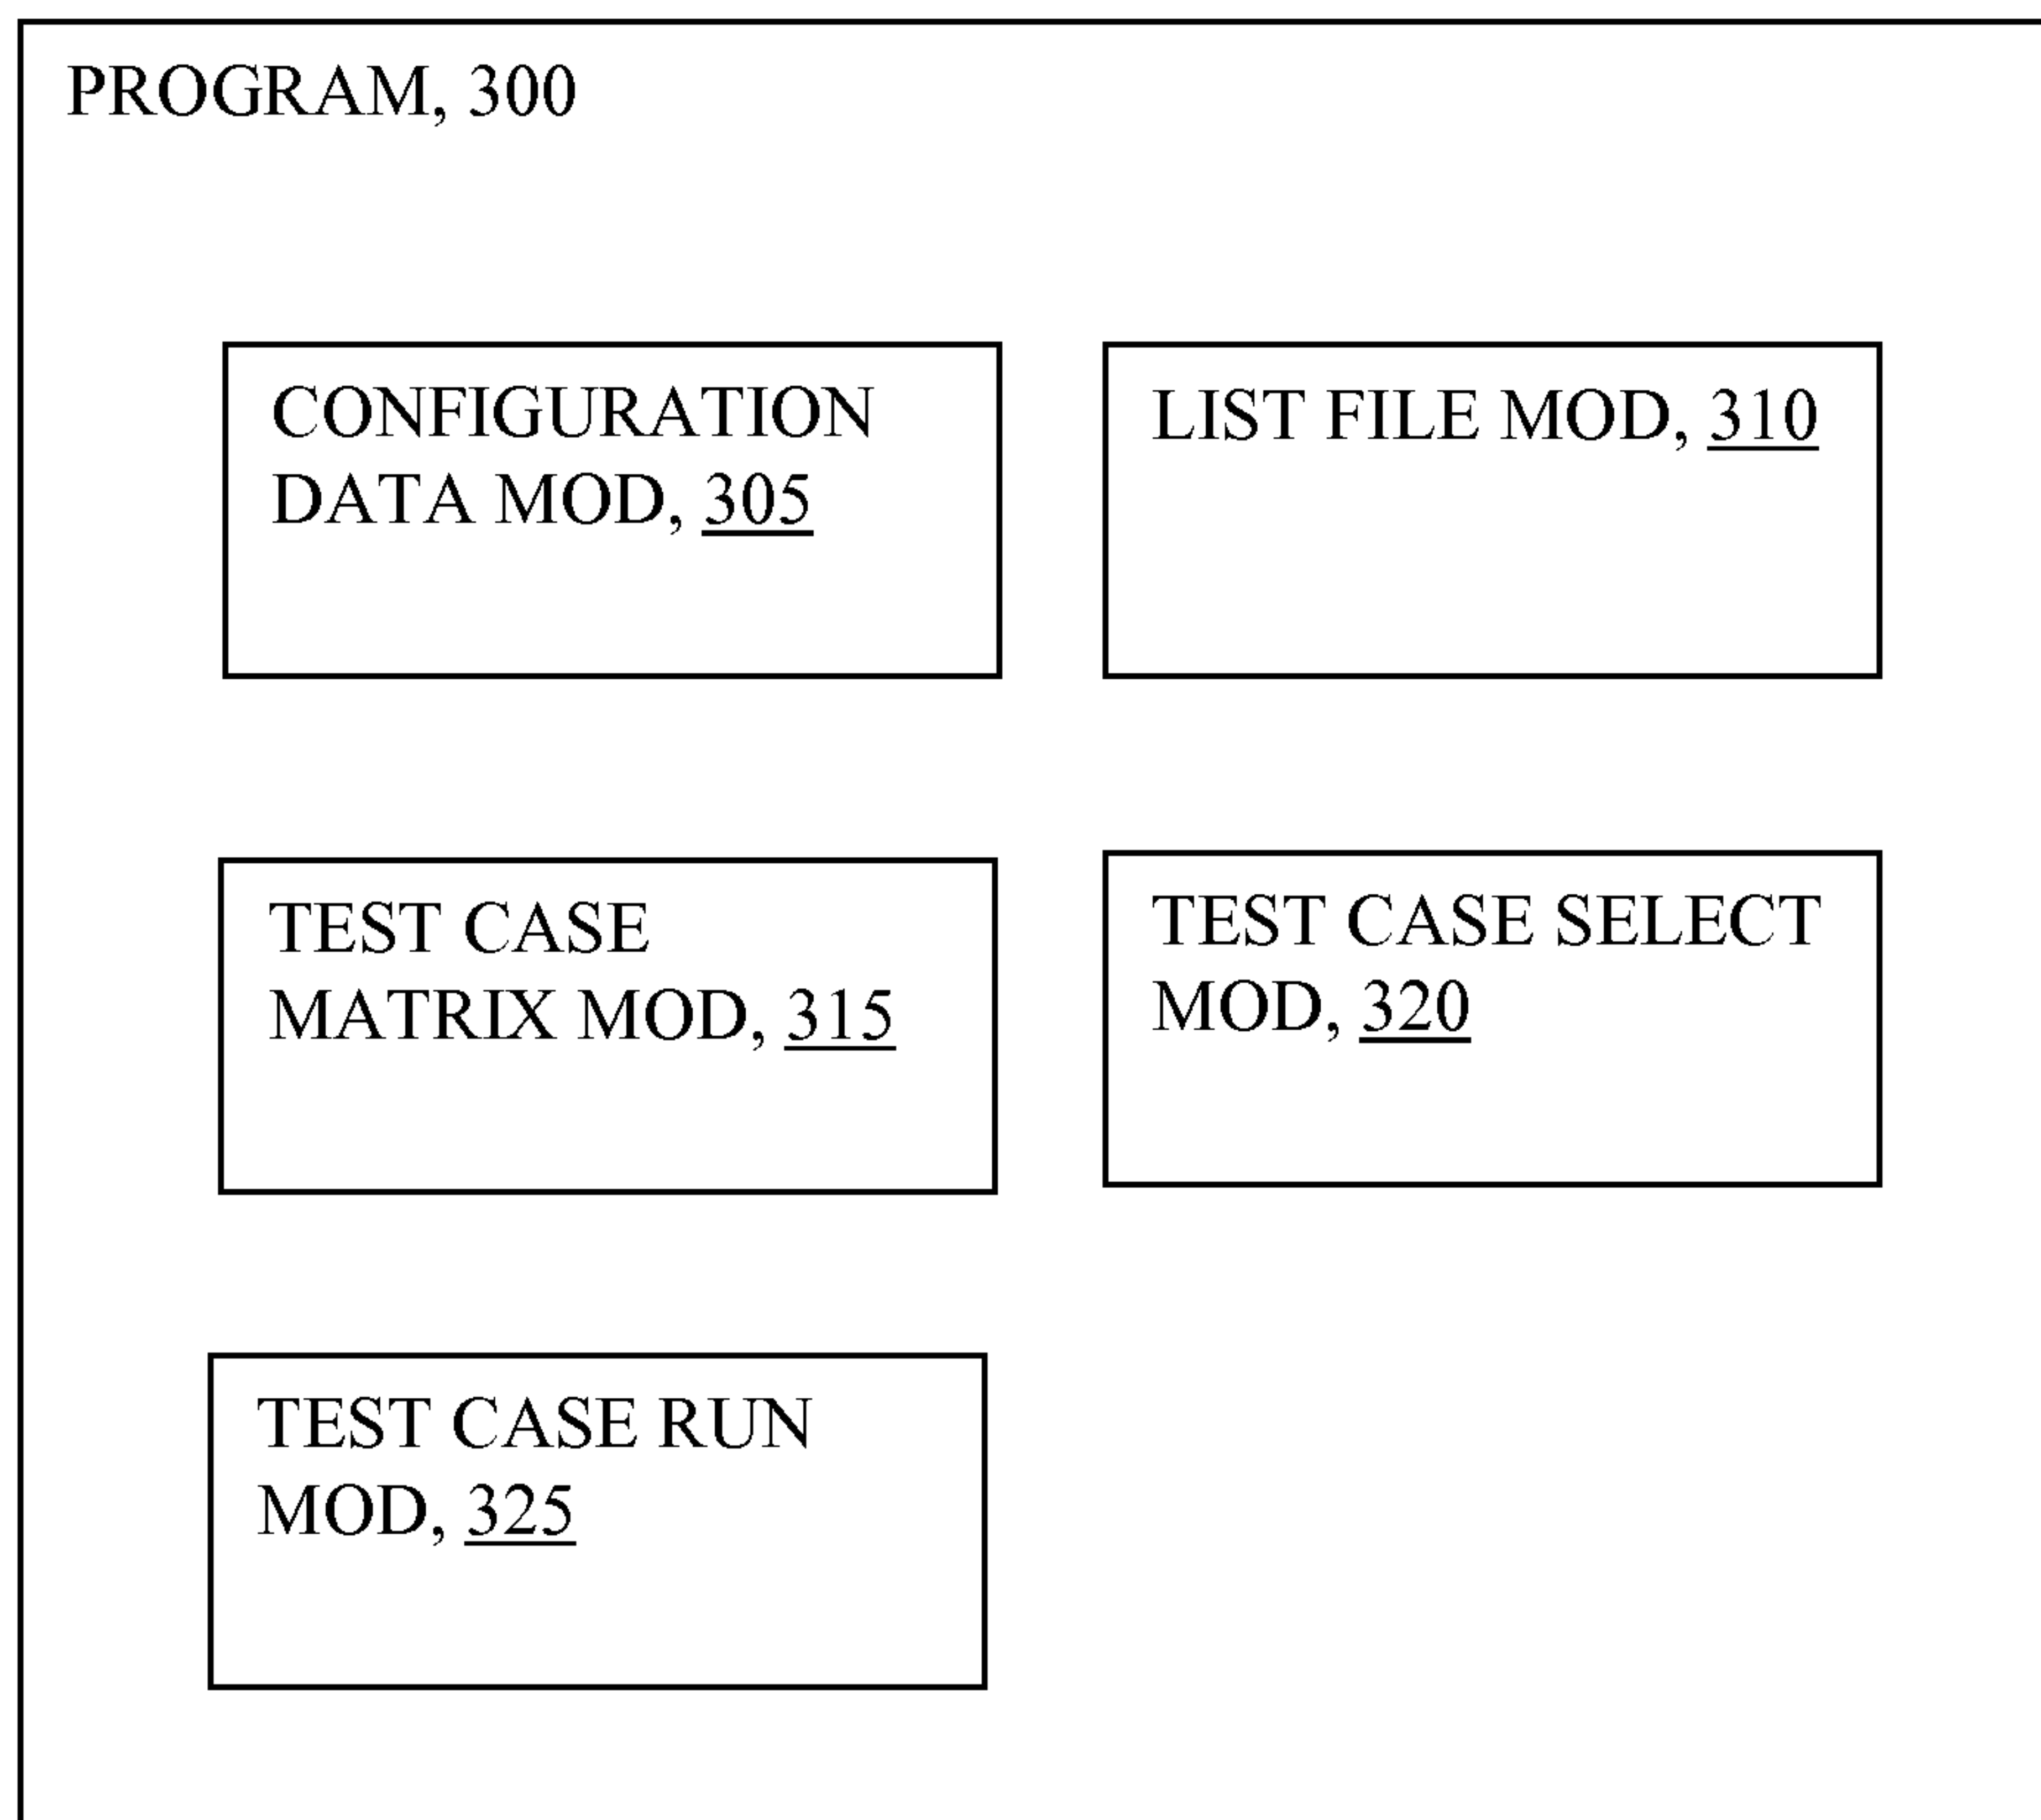 PROGRAM, 300
CONFIGURATION
DATA MOD, 305
LIST FILE MOD, 310
TEST CASE
MATRIX MOD, 315
TEST CASE SELECT
MOD, 320
TEST CASE RUN
MOD, 325